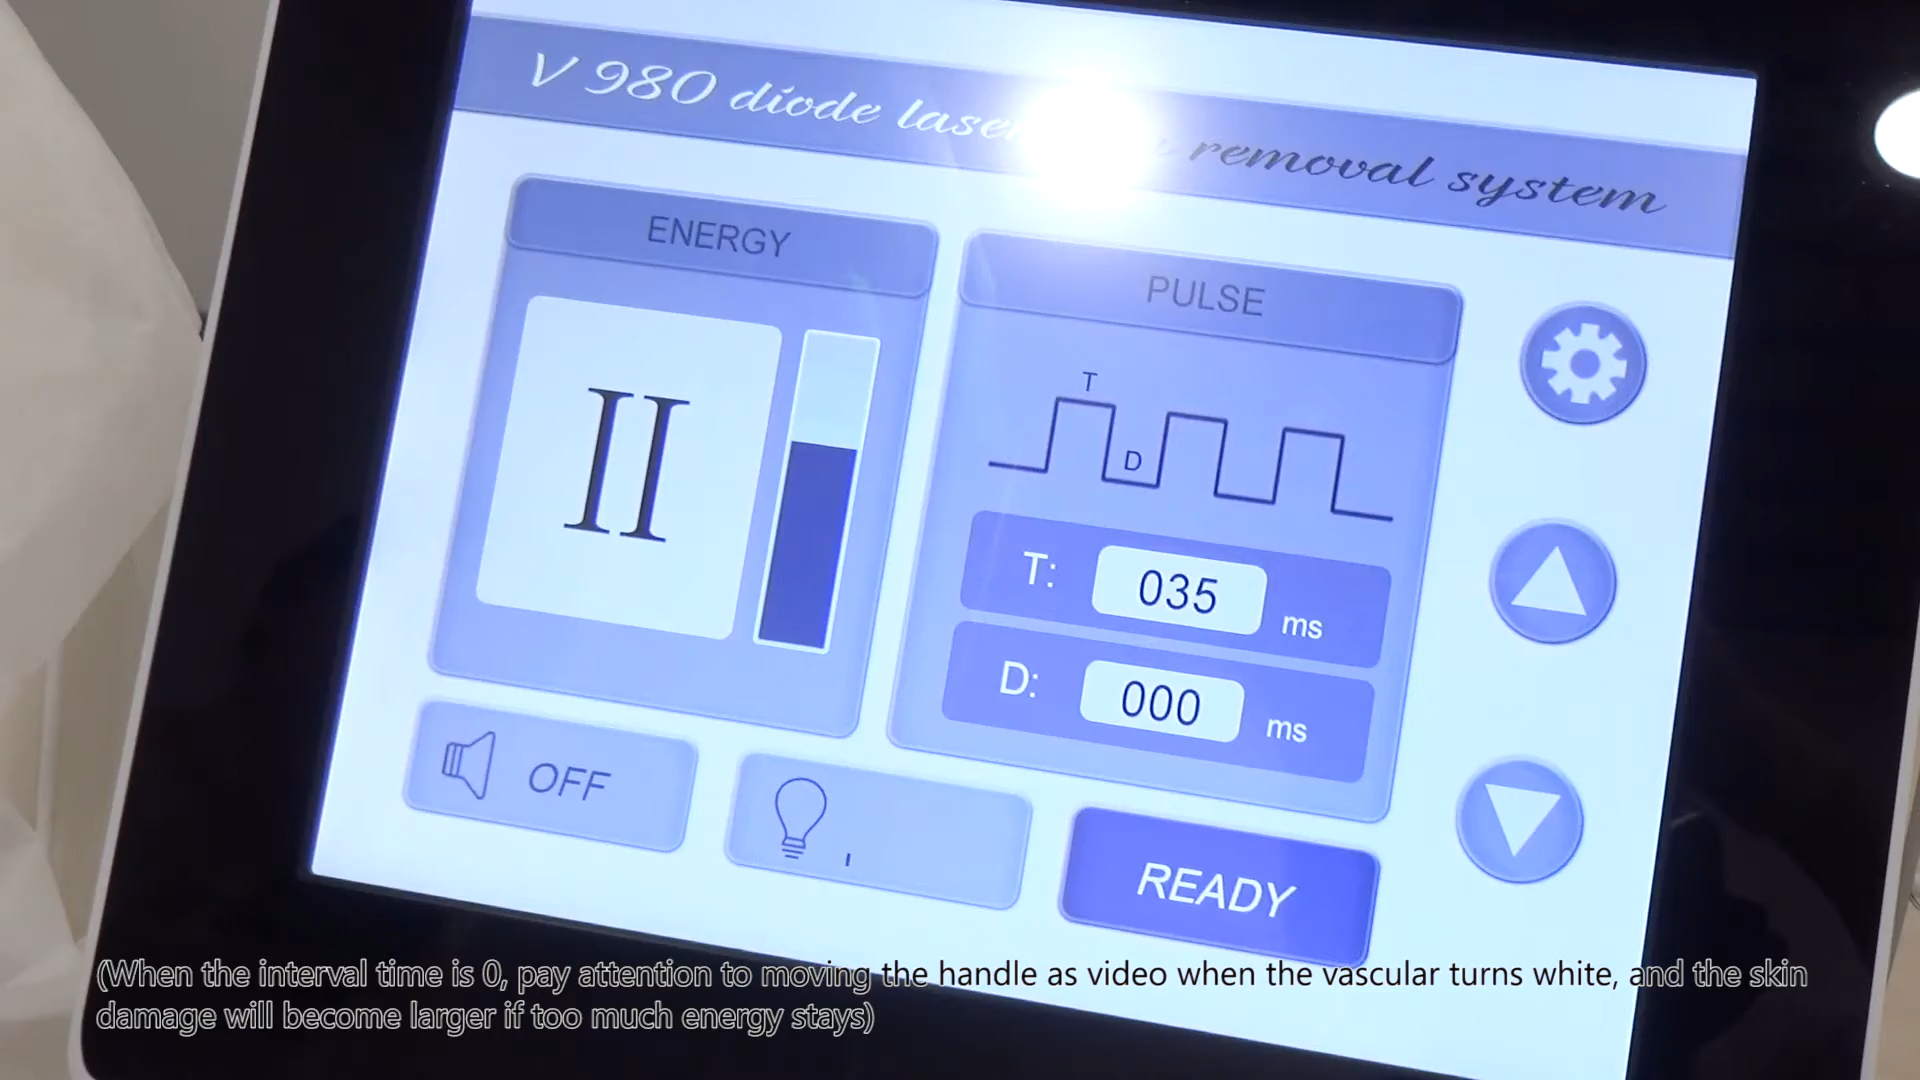 V 980 diode laser removal system
ENERGY
PULSE
II
T
D
T: 035 ms
D: 000 ms
OFF
READY
(When the interval time is 0, pay attention to moving the handle as video when the vascular turns white, and the skin
damage will become larger if too much energy stays)